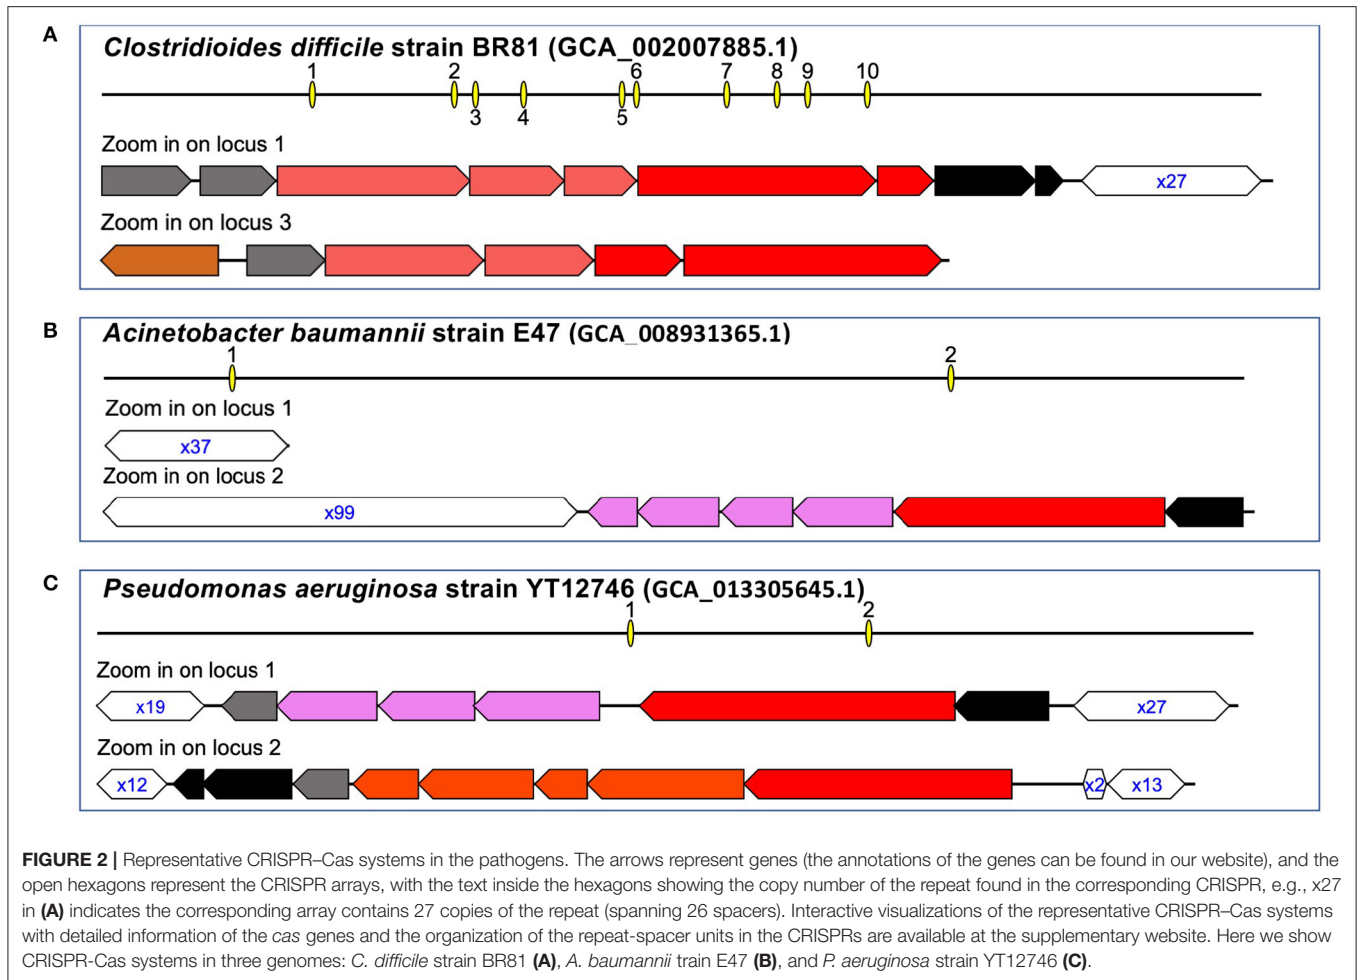 A
Clostridioides difficile strain BR81 (GCA_002007885.1)
1 2 6 7 8 9 10
3 4 5
Zoom in on locus 1
x27
Zoom in on locus 3
B
Acinetobacter baumannii strain E47 (GCA_008931365.1)
1 2
Zoom in on locus 1
x37
Zoom in on locus 2
x99
C
Pseudomonas aeruginosa strain YT12746 (GCA_013305645.1)
1 2
Zoom in on locus 1
x19 x27
Zoom in on locus 2
x12 x2 x13
FIGURE 2 | Representative CRISPR–Cas systems in the pathogens. The arrows represent genes (the annotations of the genes can be found in our website), and the
open hexagons represent the CRISPR arrays, with the text inside the hexagons showing the copy number of the repeat found in the corresponding CRISPR, e.g., x27
in (A) indicates the corresponding array contains 27 copies of the repeat (spanning 26 spacers). Interactive visualizations of the representative CRISPR–Cas systems
with detailed information of the cas genes and the organization of the repeat-spacer units in the CRISPRs are available at the supplementary website. Here we show
CRISPR-Cas systems in three genomes: C. difficile strain BR81 (A), A. baumannii train E47 (B), and P. aeruginosa strain YT12746 (C).